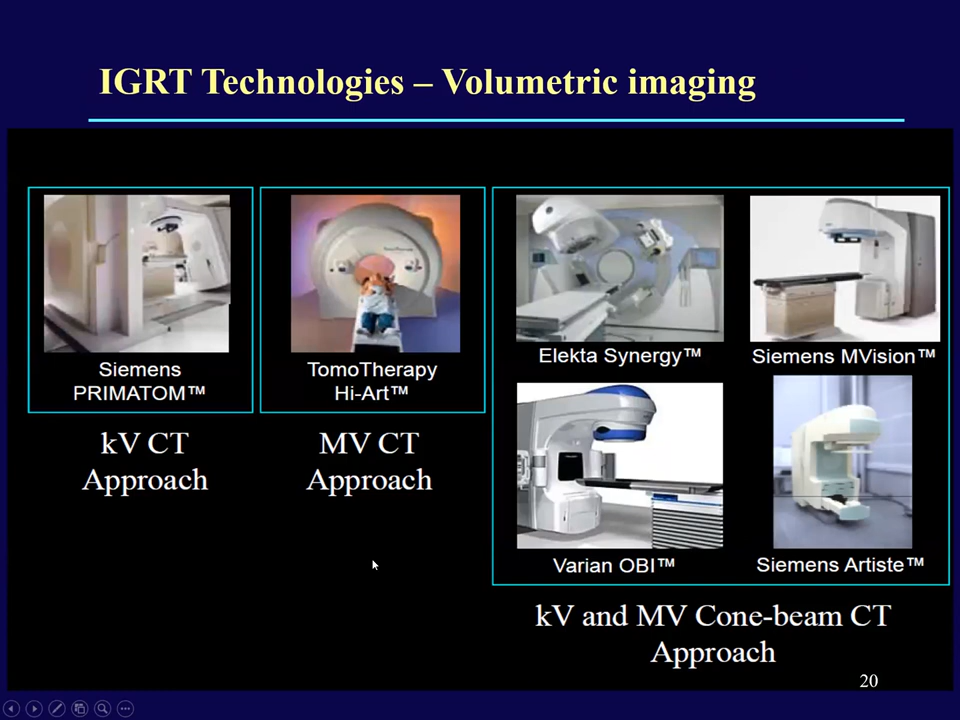 IGRT Technologies – Volumetric imaging
Siemens
PRIMATOM™
kV CT
Approach
TomoTherapy
Hi-Art™
MV CT
Approach
Elekta Synergy™
Siemens MVision™
Varian OBI™
Siemens Artiste™
kV and MV Cone-beam CT
Approach
20